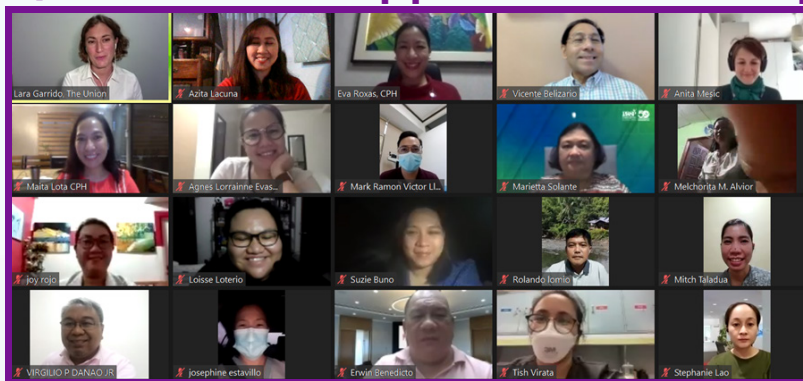 Lara Garrido, The Union
Azita Lacuna
Eva Roxas, CPH
Vicente Belizario
Anita Mesic
Maita Lota CPH
Agnes Lorrainne Evas...
Mark Ramon Victor Ll...
Marietta Solante
Melchorita M. Alvior
joy rojo
Loisse Loterio
Suzie Buno
Rolando Iomio
Mitch Taladua
VIRGILIO P DANAO JR
josephine estavillo
Erwin Benedicto
Tish Virata
Stephanie Lao